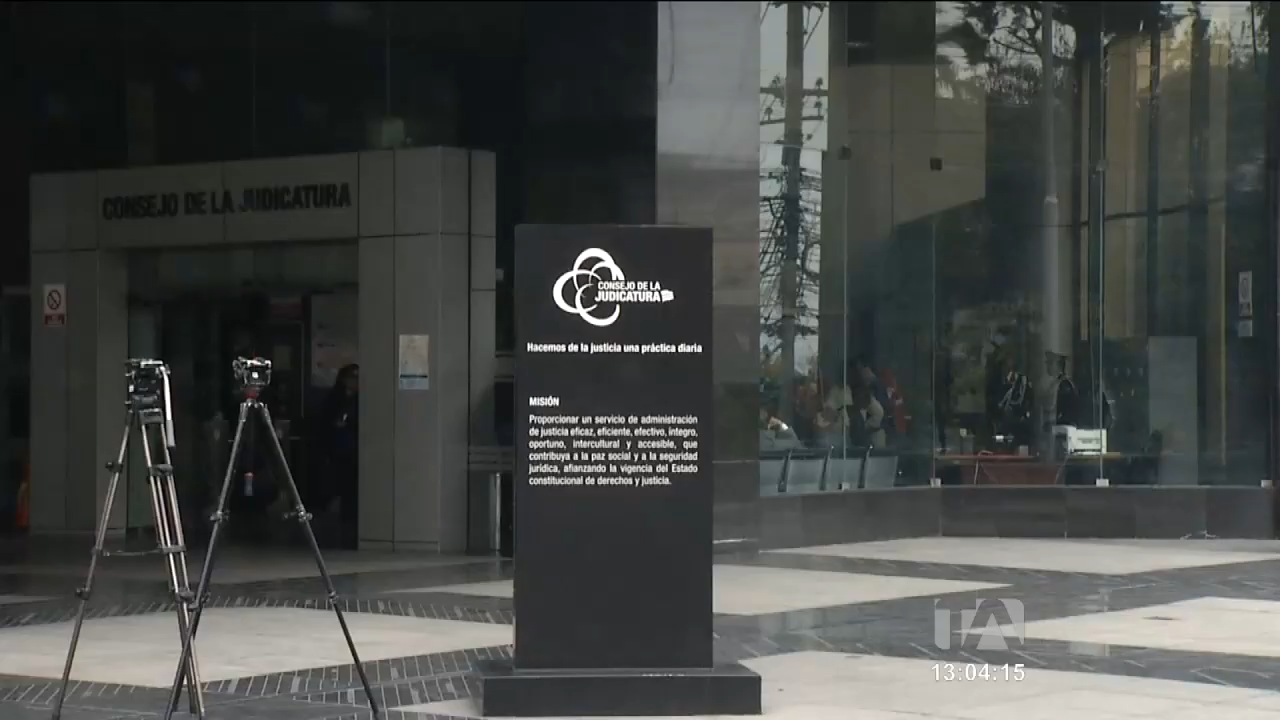 CONSEJO DE LA JUDICATURA
CONSEJO DE LA
JUDICATURA
Hacemos de la justicia una práctica diaria
MISIÓN
Proporcionar un servicio de administración
de justicia eficaz, eficiente, efectivo, íntegro,
oportuno, intercultural y accesible, que
contribuya a la paz social y a la seguridad
jurídica, afianzando la vigencia del Estado
constitucional de derechos y justicia.
TA
13:04:15